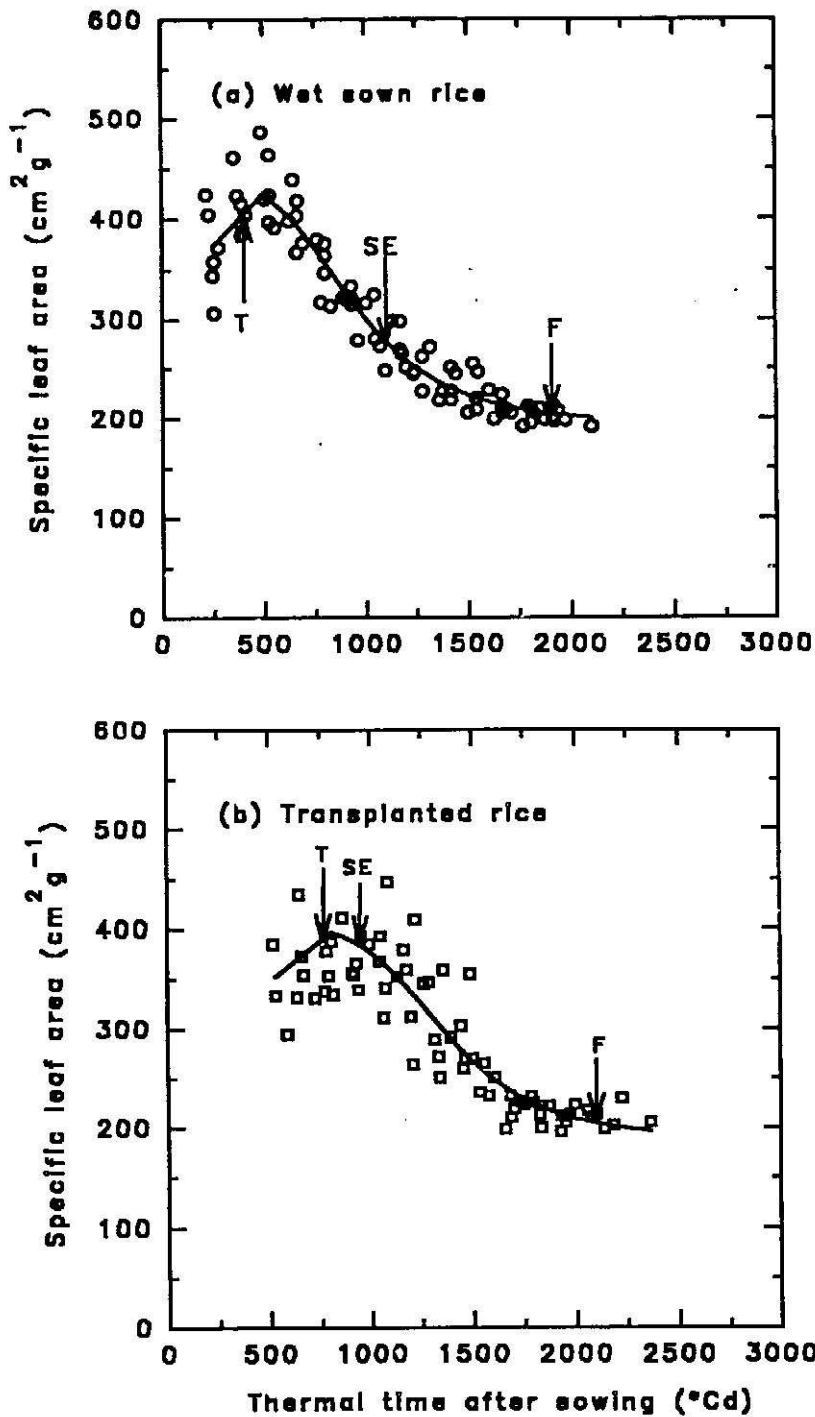 600
(a) Wet sown rice
500
400
SE
300
T
F
200
100
0
0 500 1000 1500 2000 2500 3000
Specific leaf area (cm² g⁻¹)
600
(b) Transplanted rice
500
T
SE
400
300
F
200
100
0
0 500 1000 1500 2000 2500 3000
Specific leaf area (cm² g⁻¹)
Thermal time after sowing (°Cd)